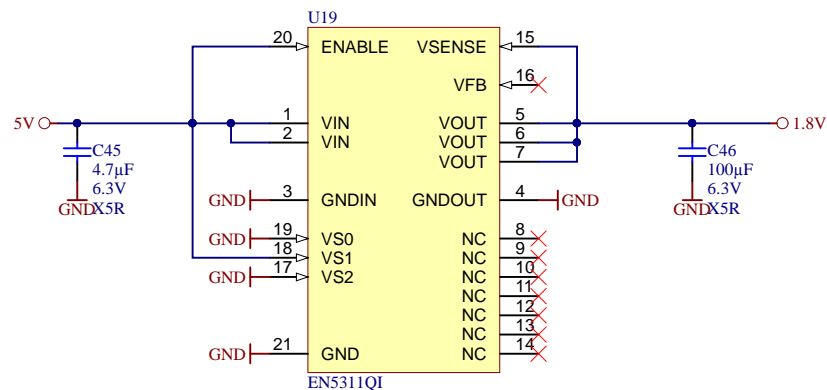 U19
20 ENABLE VSENSE 15
VFB 16
5V 1 VIN VOUT 5 1.8V
2 VIN VOUT 6
VOUT 7
C45
4.7µF
6.3V
X5R
GND
C46
100µF
6.3V
X5R
GND
GND 3 GNDIN GNDOUT 4 GND
GND 19 VS0 NC 8
18 VS1 NC 9
GND 17 VS2 NC 10
NC 11
NC 12
NC 13
GND 21 GND NC 14
EN5311QI